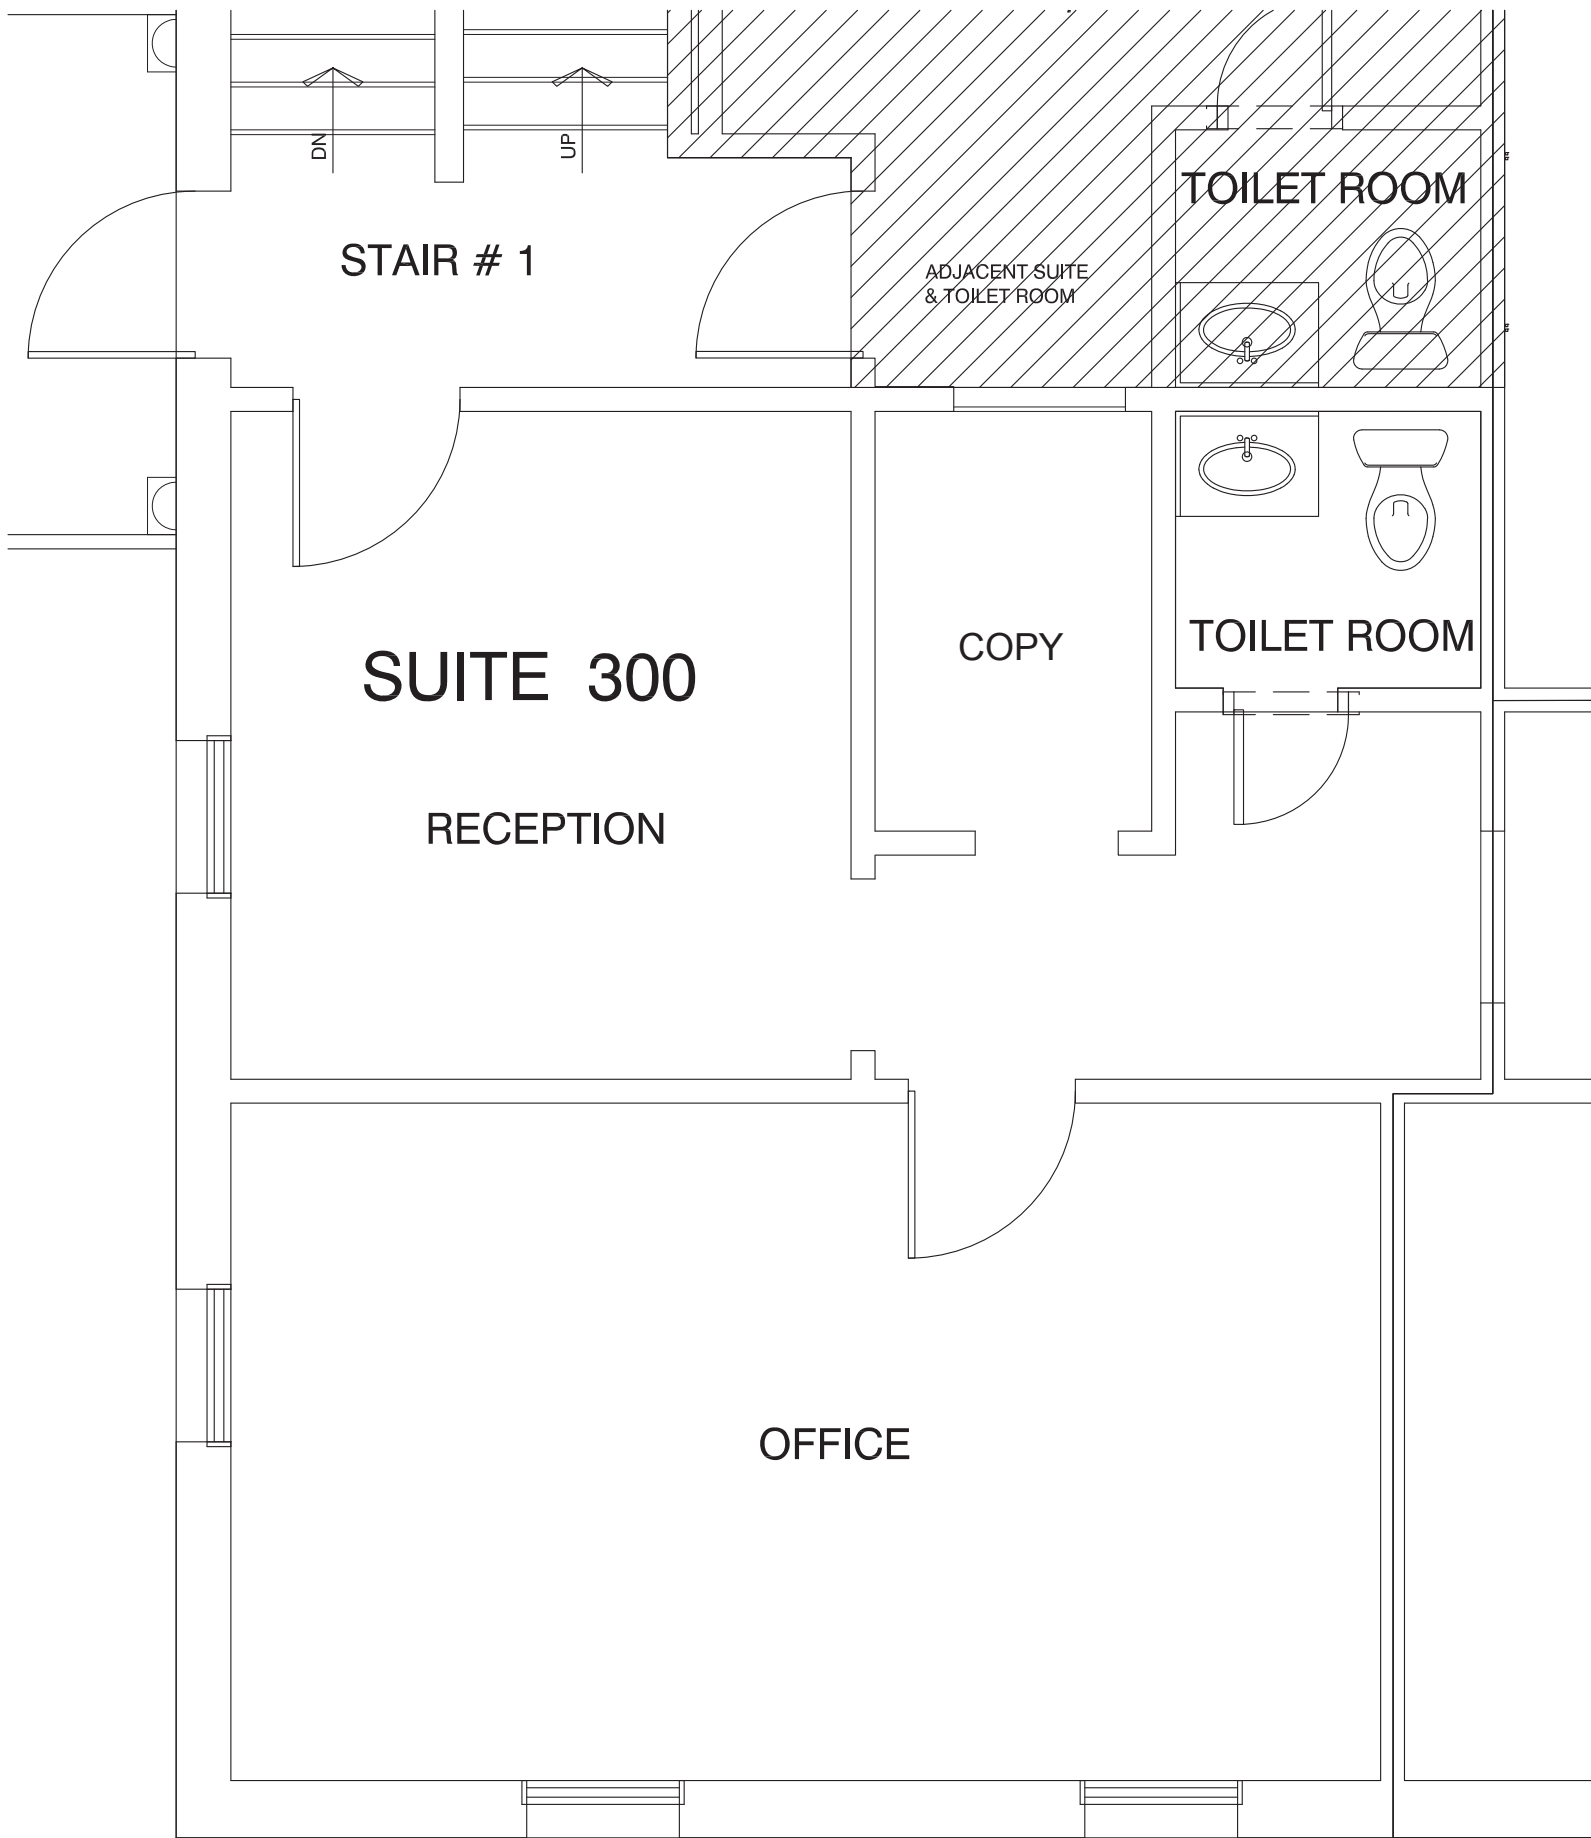 DN
UP
TOILET ROOM
STAIR # 1
ADJACENT SUITE
& TOILET ROOM
TOILET ROOM
COPY
SUITE 300
RECEPTION
OFFICE